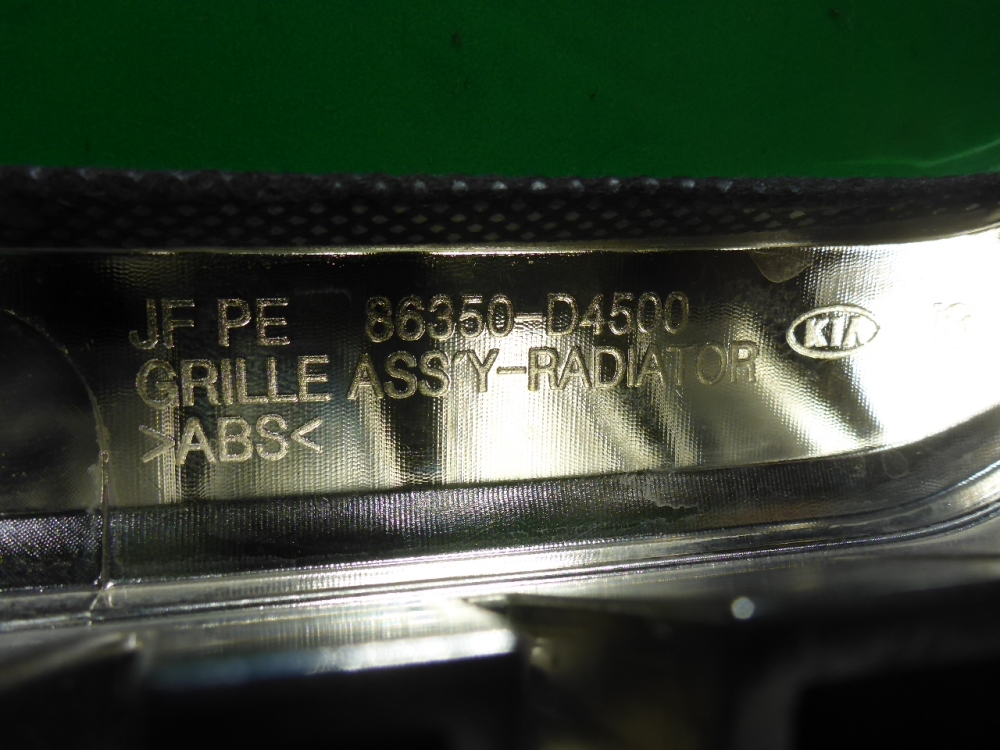 JF PE 86350-D4500 KIA
GRILLE ASS'Y-RADIATOR
>ABS<